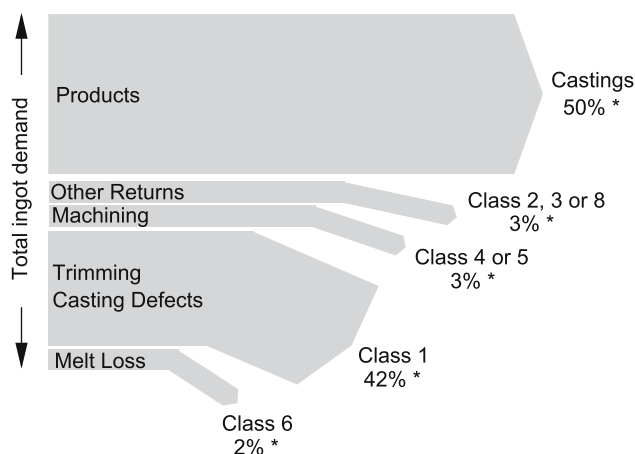 Total ingot demand
Products
Castings
50% *
Other Returns
Class 2, 3 or 8
3% *
Machining
Class 4 or 5
3% *
Trimming
Casting Defects
Class 1
42% *
Melt Loss
Class 6
2% *